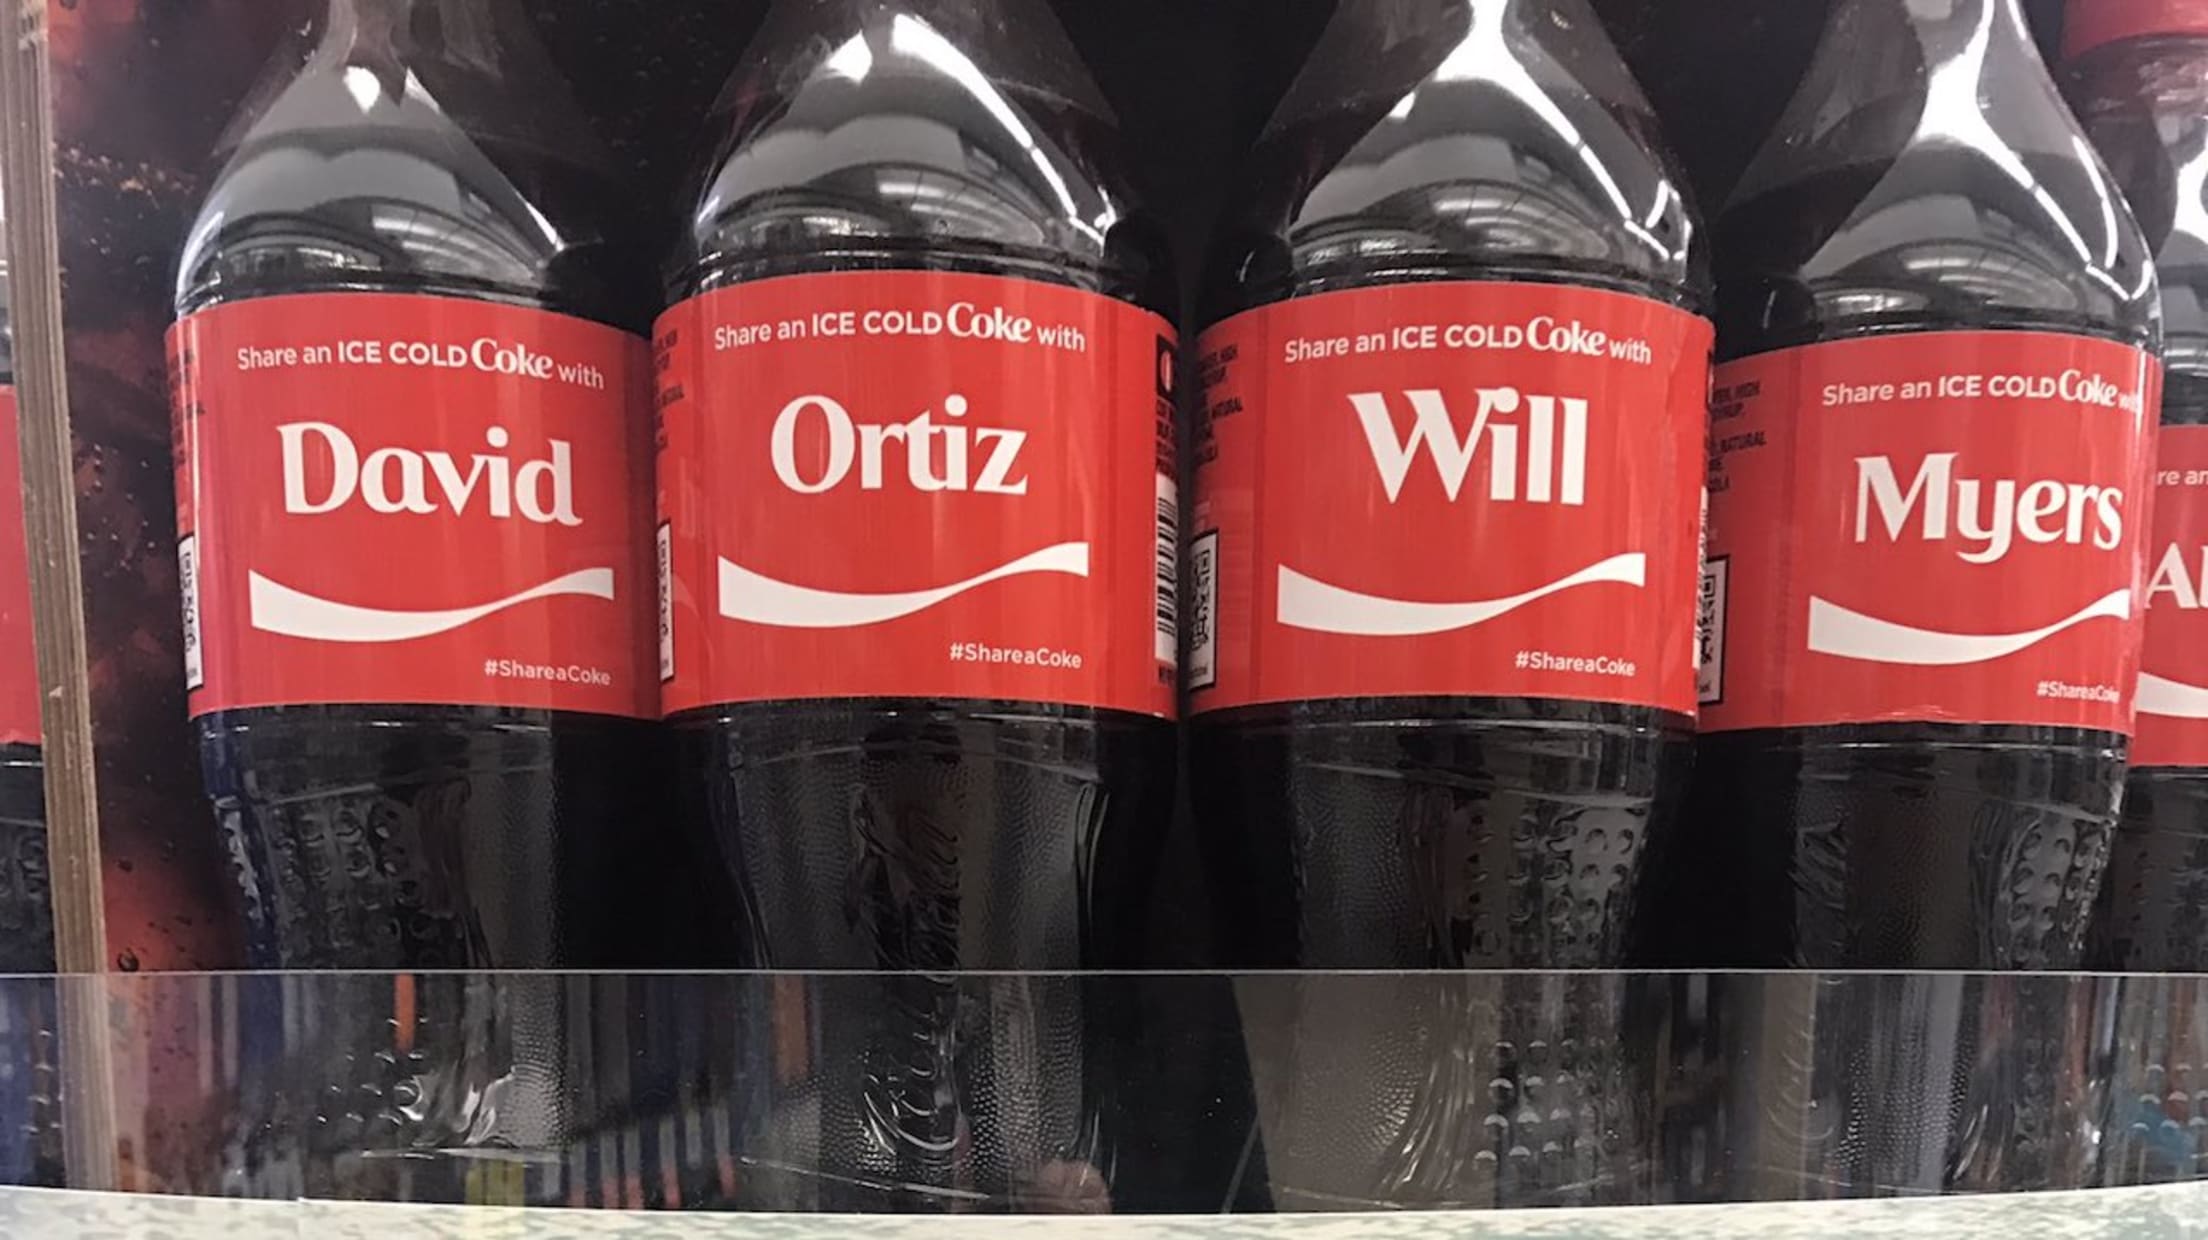 Share an ICE COLD Coke with
David
#ShareaCoke
Share an ICE COLD Coke with
Ortiz
#ShareaCoke
Share an ICE COLD Coke with
Will
#ShareaCoke
Share an ICE COLD Coke
Myers
#ShareaCoke
NATURAL